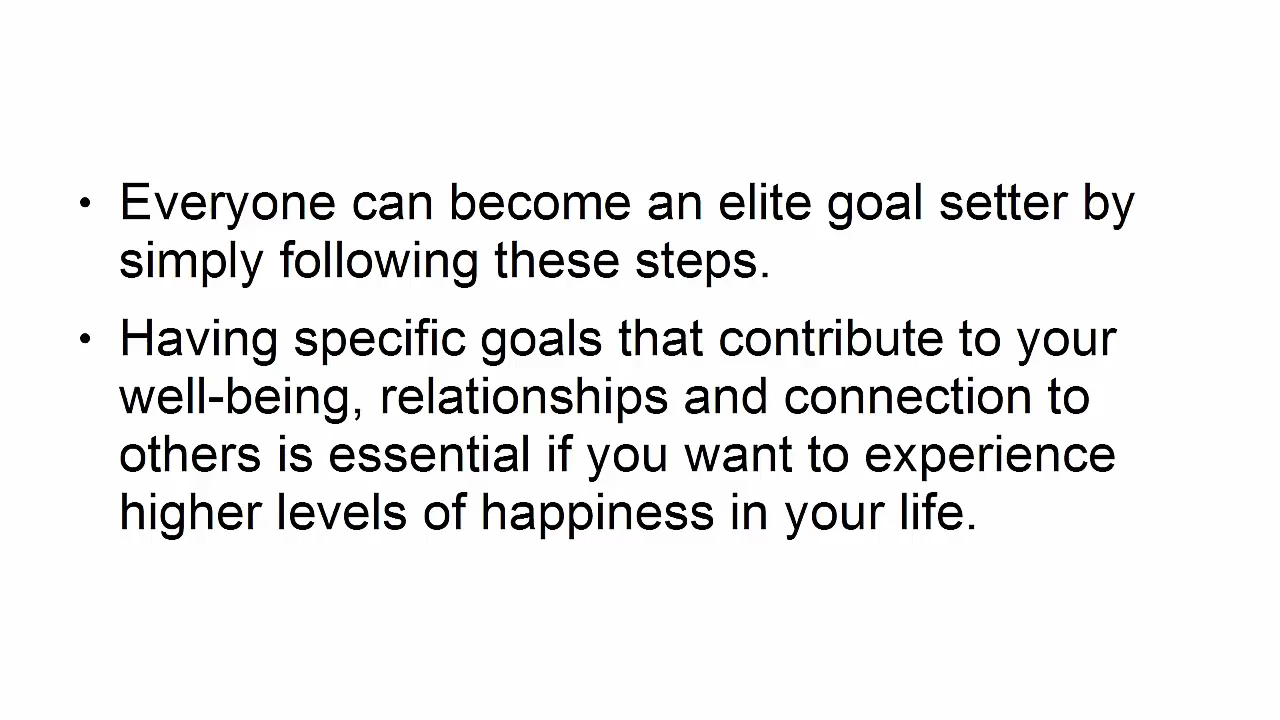 • Everyone can become an elite goal setter by
simply following these steps.
• Having specific goals that contribute to your
well-being, relationships and connection to
others is essential if you want to experience
higher levels of happiness in your life.